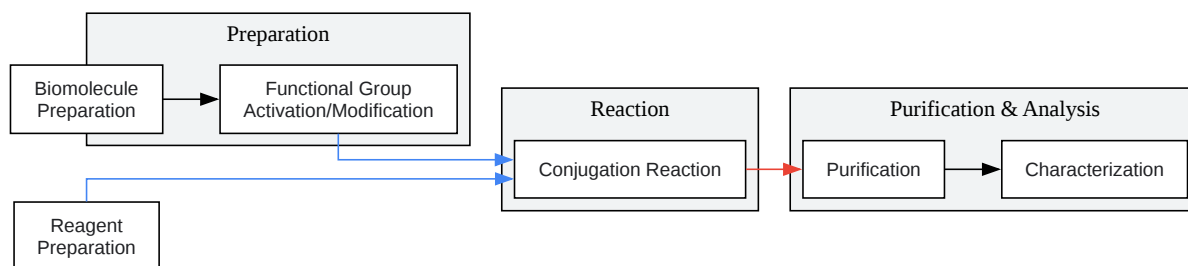 Preparation
Biomolecule
Preparation
Functional Group
Activation/Modification
Reagent
Preparation
Reaction
Conjugation Reaction
Purification & Analysis
Purification
Characterization